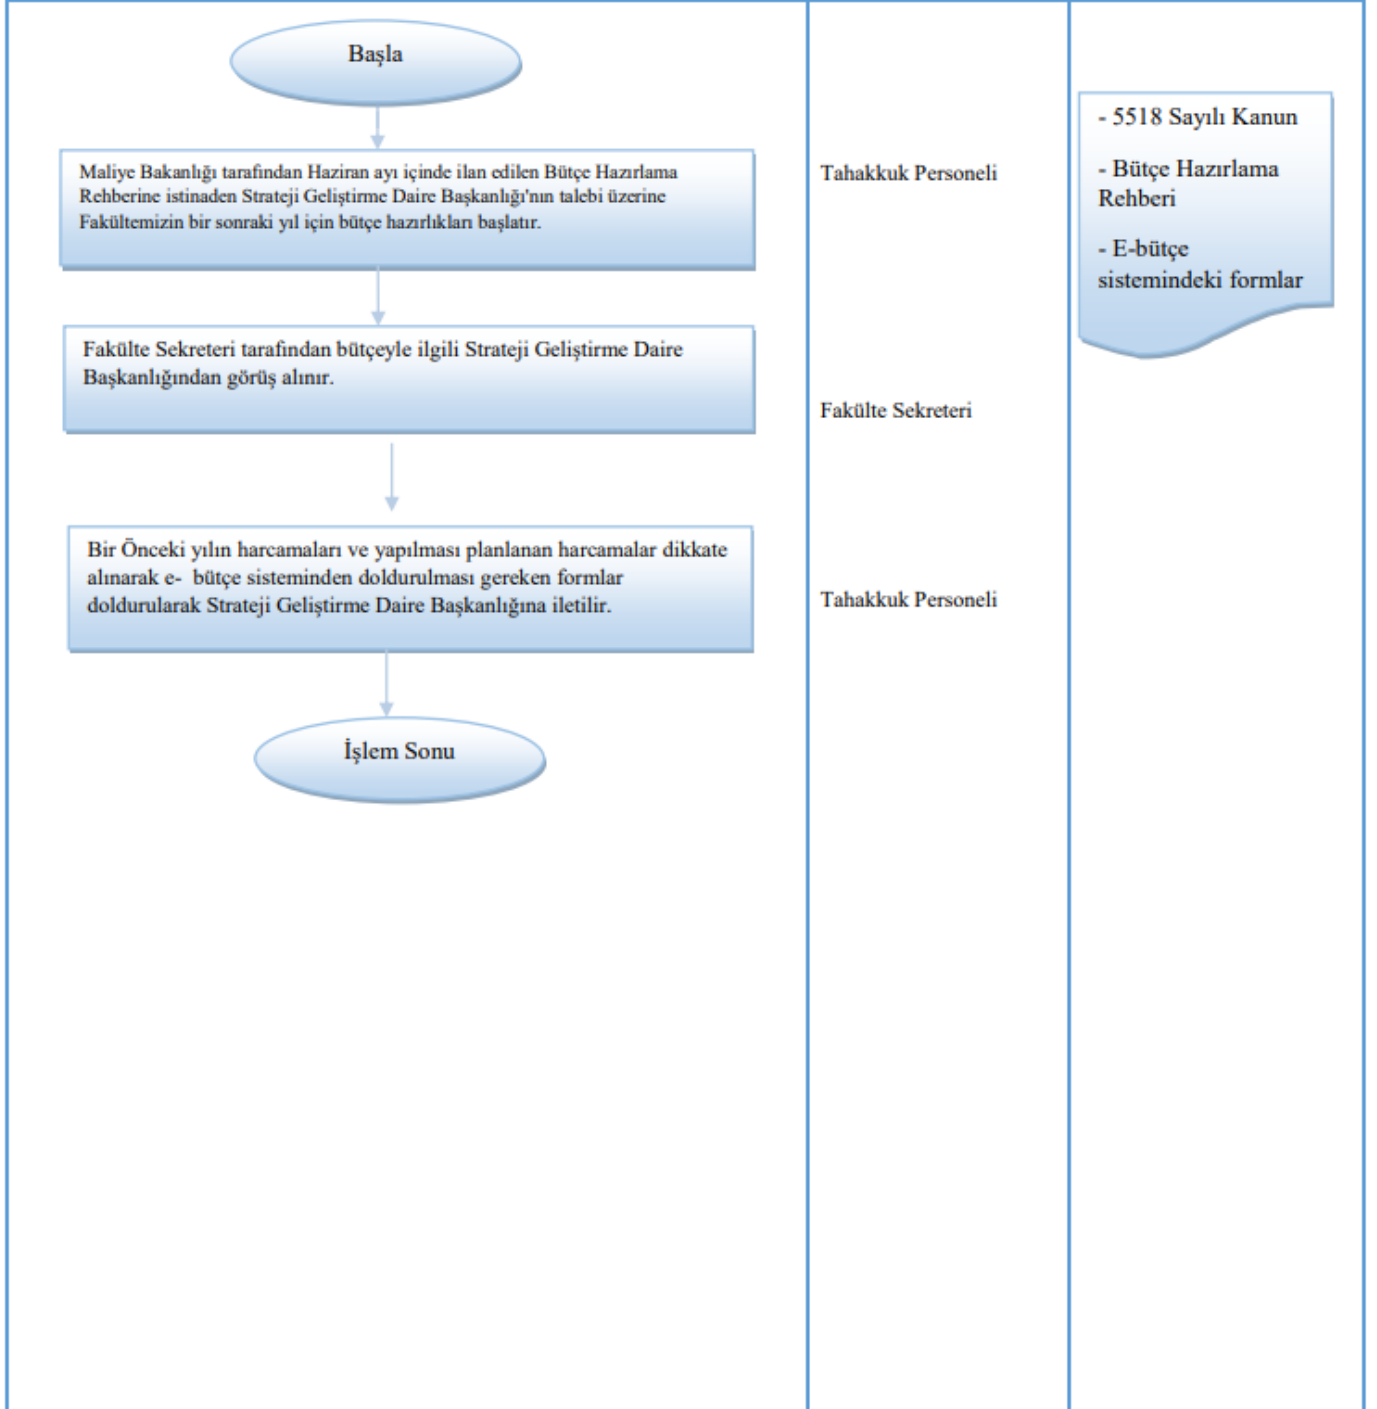 Başla
Maliye Bakanlığı tarafından Haziran ayı içinde ilan edilen Bütçe Hazırlama
Rehberine istinaden Strateji Geliştirme Daire Başkanlığı'nın talebi üzerine
Fakültemizin bir sonraki yıl için bütçe hazırlıkları başlatır.
Fakülte Sekreteri tarafından bütçeyle ilgili Strateji Geliştirme Daire
Başkanlığından görüş alınır.
Bir Önceki yılın harcamaları ve yapılması planlanan harcamalar dikkate
alınarak e- bütçe sisteminden doldurulması gereken formlar
doldurularak Strateji Geliştirme Daire Başkanlığına iletilir.
İşlem Sonu
Tahakkuk Personeli
Fakülte Sekreteri
Tahakkuk Personeli
- 5518 Sayılı Kanun
- Bütçe Hazırlama
Rehberi
- E-bütçe
sistemindeki formlar